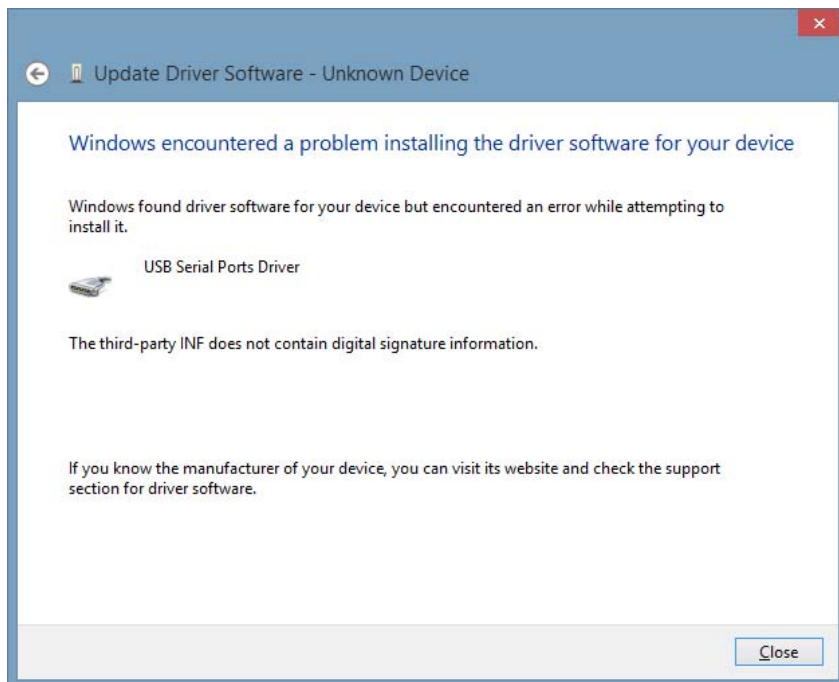 Update Driver Software - Unknown Device
Windows encountered a problem installing the driver software for your device
Windows found driver software for your device but encountered an error while attempting to
install it.
USB Serial Ports Driver
The third-party INF does not contain digital signature information.
If you know the manufacturer of your device, you can visit its website and check the support
section for driver software.
Close